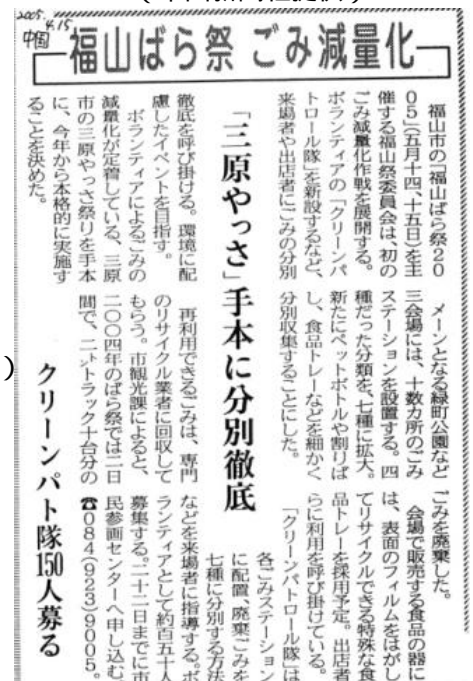 2005.4.15
中国
福山ばら祭 ごみ減量化
福山市の「福山ばら祭20
05」(五月十四、十五日)を主
催する福山祭委員会は、初の
ごみ減量化作戦を展開する。
ボランティアの「クリーンパ
トロール隊」を新設するなど、
来場者や出店者にごみの分別
徹底を呼び掛ける。環境に配
慮したイベントを目指す。
ボランティアによるごみの
減量化が定着している、三原
市の三原やっさ祭りを手本
に、今年から本格的に実施す
ることを決めた。
「三原やっさ」手本に分別徹底
メーンとなる緑町公園など
三会場には、十数カ所のごみ
ステーションを設置する。四
種だった分類を、七種に拡大。
新たにペットボトルや割りば
し、食品トレーなどを細かく
分別収集することにした。
再利用できるごみは、専門
のリサイクル業者に回収して
もらう。市観光課によると、
二〇〇四年のばら祭では二日
間で、二㌧トラック十台分の
ごみを廃棄した。
会場で販売する食品の器に
は、表面のフィルムをはがし
てリサイクルできる特殊な食
品トレーを採用予定。出店者
らに利用を呼び掛けている。
「クリーンパトロール隊」は
各ごみステーション
に配置 廃棄ごみを
七種に分別する方法
などを来場者に指導する。ボ
ランティアとして約百五十人
募集する。二十二日までに市
民参画センターへ申し込む。
☎084(923)9005。
クリーンパト隊150人募る